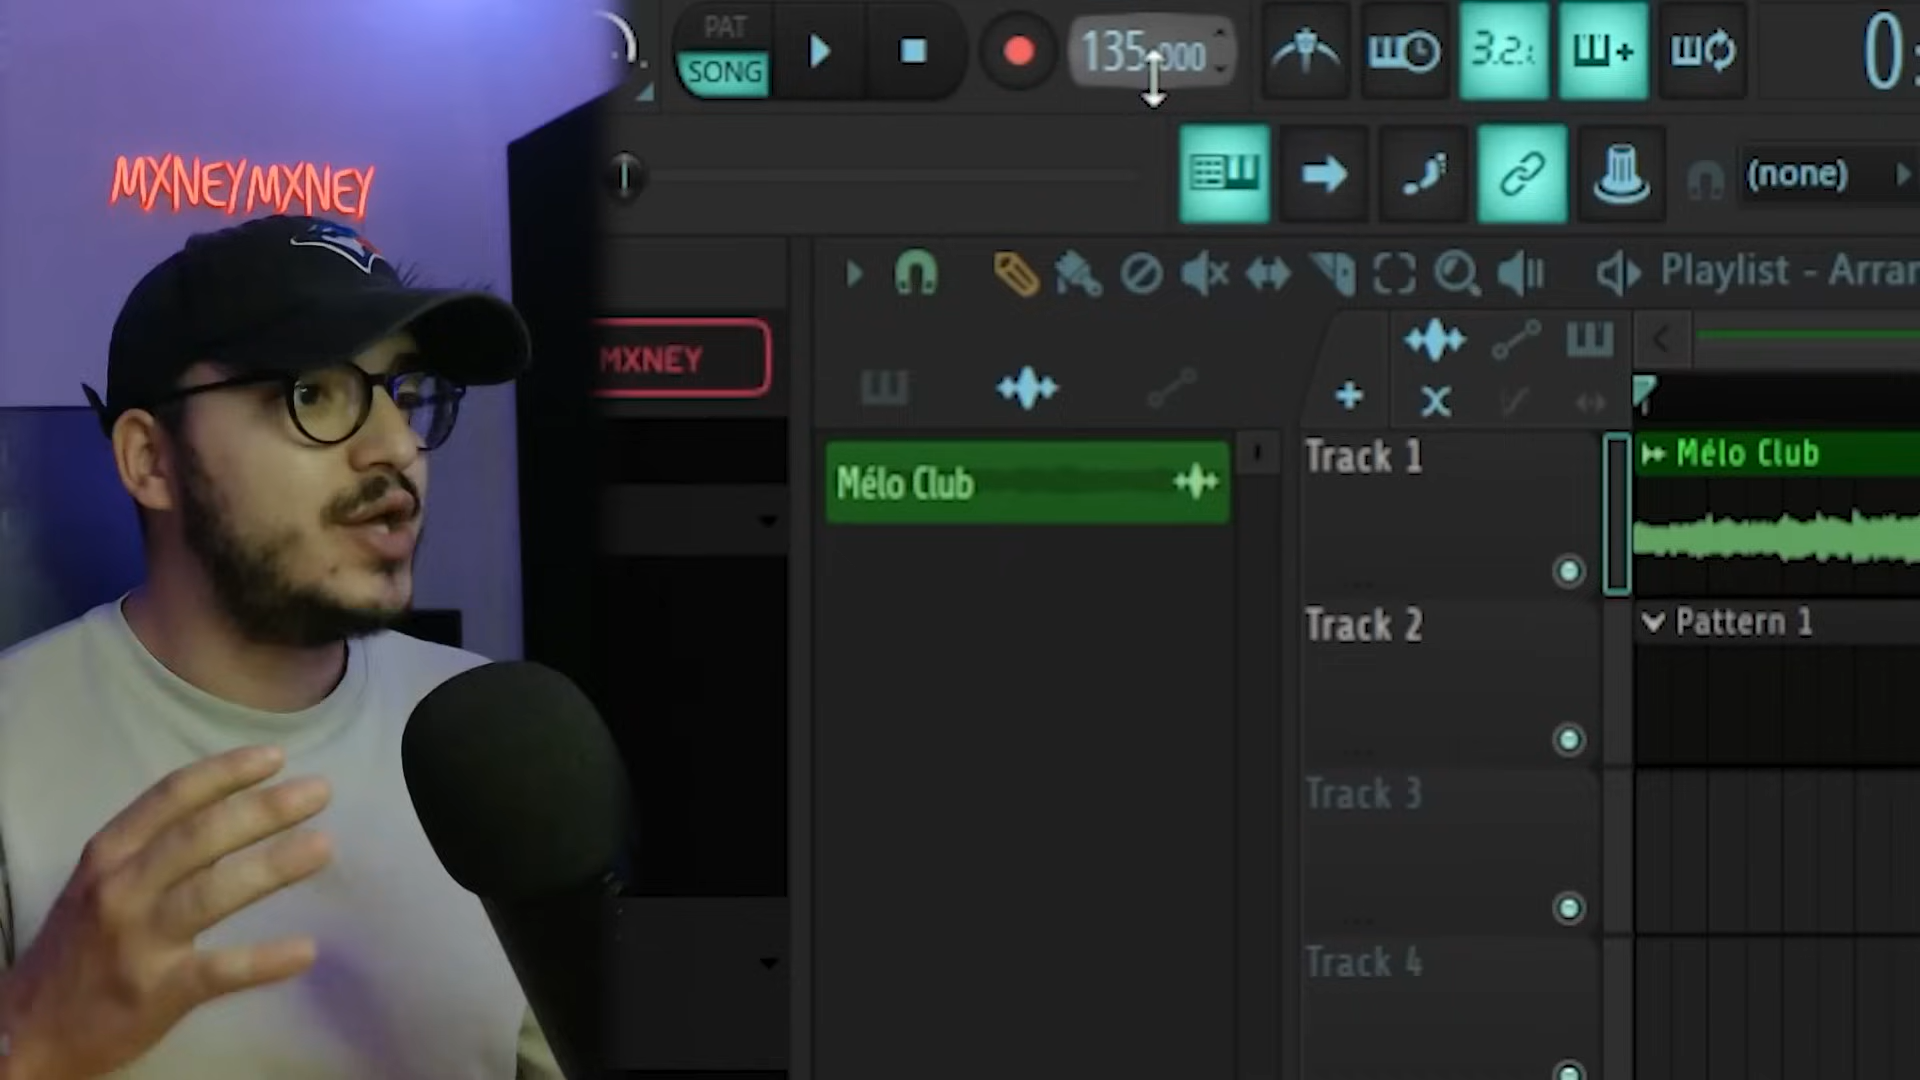 PAT
SONG
135.000
3.2:
0:
MXNEYMXNEY
(none)
Playlist - Arran
MXNEY
Mélo Club
Track 1
Mélo Club
Track 2
Pattern 1
Track 3
Track 4